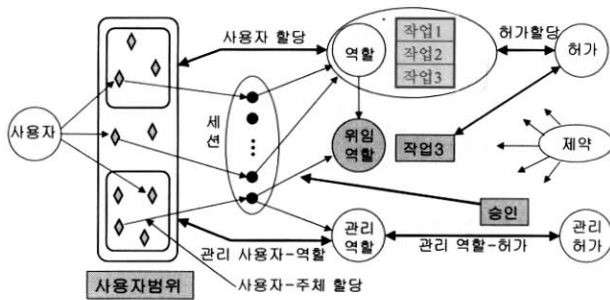 사용자 할당
역할
작업1
작업2
작업3
허가할당
허가
사용자
세
션
위임
역할
작업3
제약
승인
관리
역할
관리
허가
관리 사용자-역할
관리 역할-허가
사용자범위
사용자-주체 할당